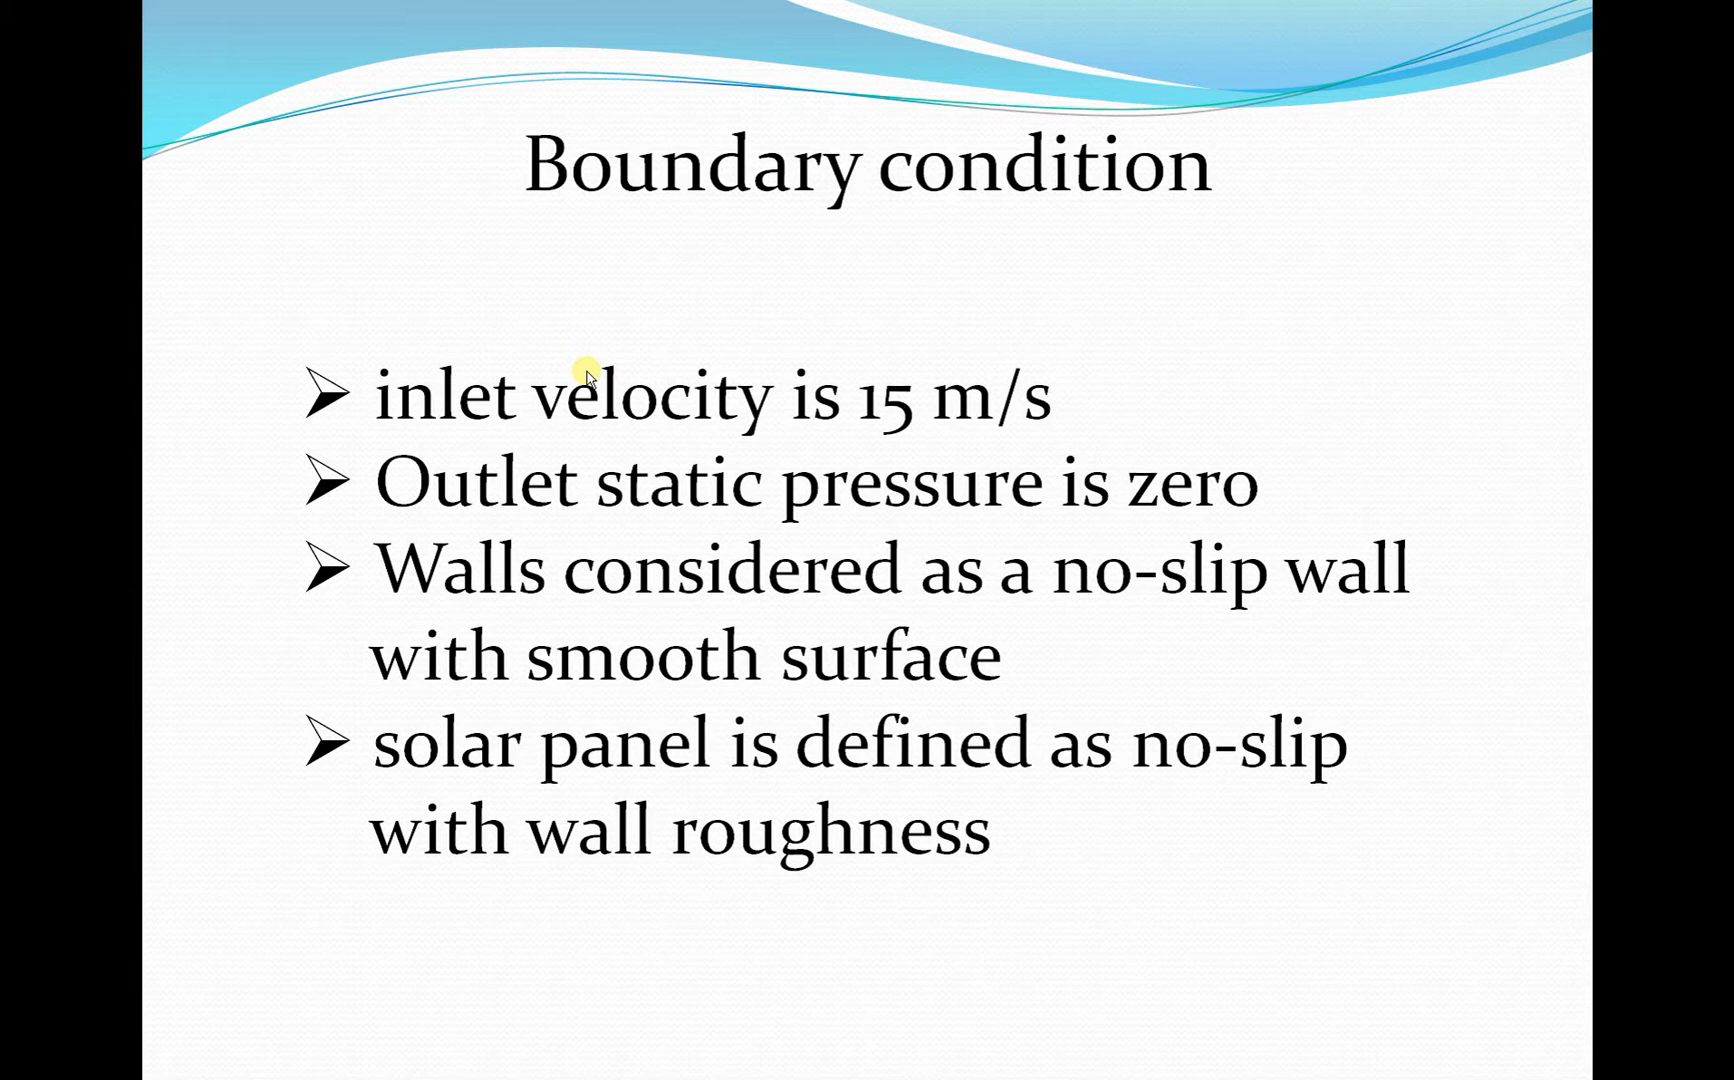 Boundary condition
➢ inlet velocity is 15 m/s
➢ Outlet static pressure is zero
➢ Walls considered as a no-slip wall
with smooth surface
➢ solar panel is defined as no-slip
with wall roughness